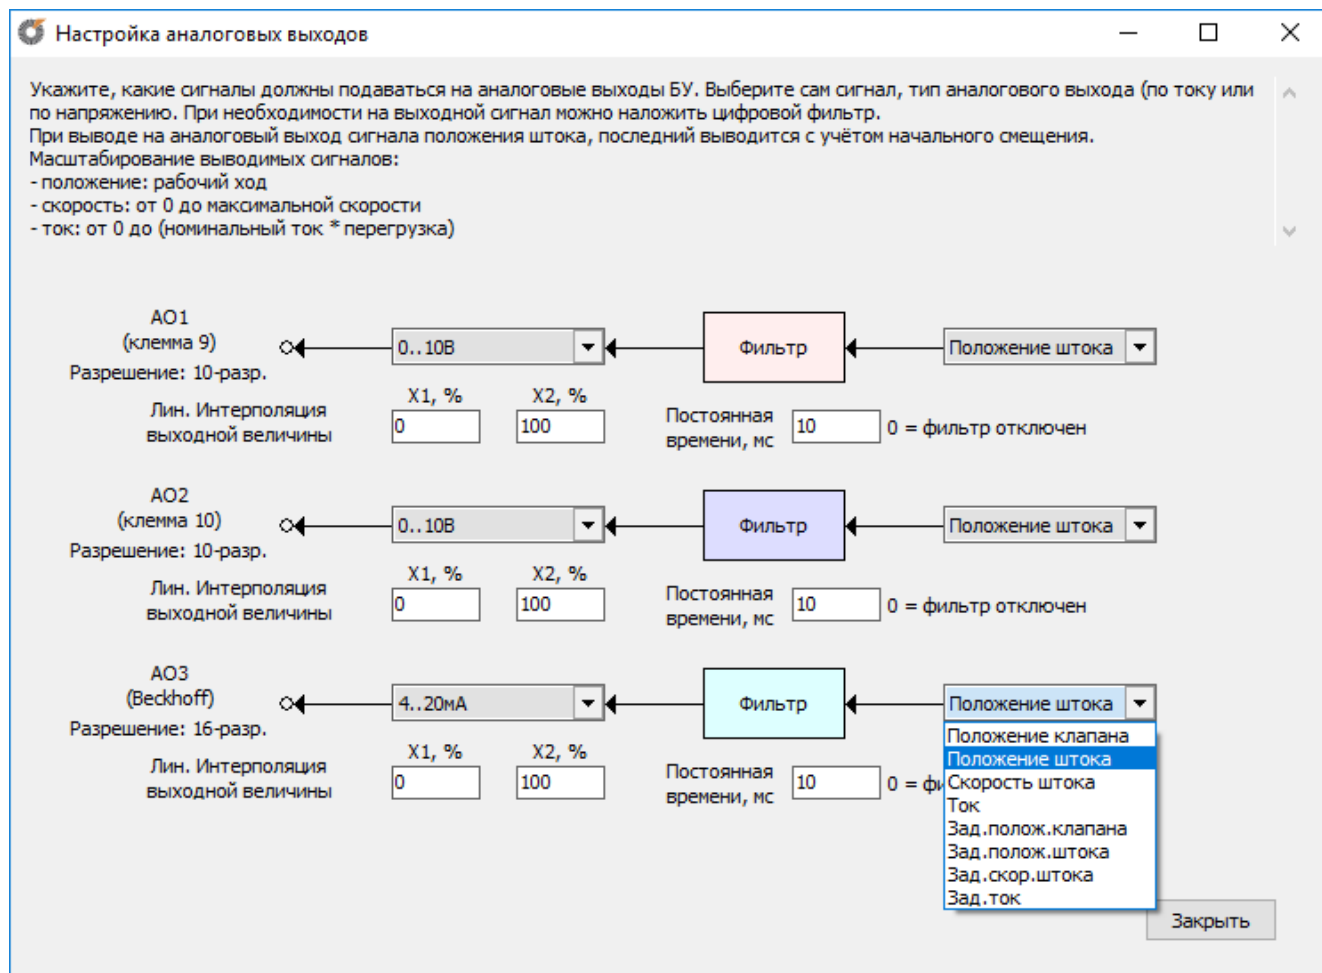 Настройка аналоговых выходов
Укажите, какие сигналы должны подаваться на аналоговые выходы БУ. Выберите сам сигнал, тип аналогового выхода (по току или
по напряжению. При необходимости на выходной сигнал можно наложить цифровой фильтр.
При выводе на аналоговый выход сигнала положения штока, последний выводится с учётом начального смещения.
Масштабирование выводимых сигналов:
- положение: рабочий ход
- скорость: от 0 до максимальной скорости
- ток: от 0 до (номинальный ток * перегрузка)
АО1
(клемма 9)
Разрешение: 10-разр.
0..10В
Фильтр
Положение штока
Лин. Интерполяция
выходной величины
X1, %
X2, %
0
100
Постоянная
времени, мс
10
0 = фильтр отключен
АО2
(клемма 10)
Разрешение: 10-разр.
0..10В
Фильтр
Положение штока
Лин. Интерполяция
выходной величины
X1, %
X2, %
0
100
Постоянная
времени, мс
10
0 = фильтр отключен
АО3
(Beckhoff)
Разрешение: 16-разр.
4..20мА
Фильтр
Положение штока
Лин. Интерполяция
выходной величины
X1, %
X2, %
0
100
Постоянная
времени, мс
10
0 = фи
Положение клапана
Положение штока
Скорость штока
Ток
Зад.полож.клапана
Зад.полож.штока
Зад.скор.штока
Зад.ток
Закрыть